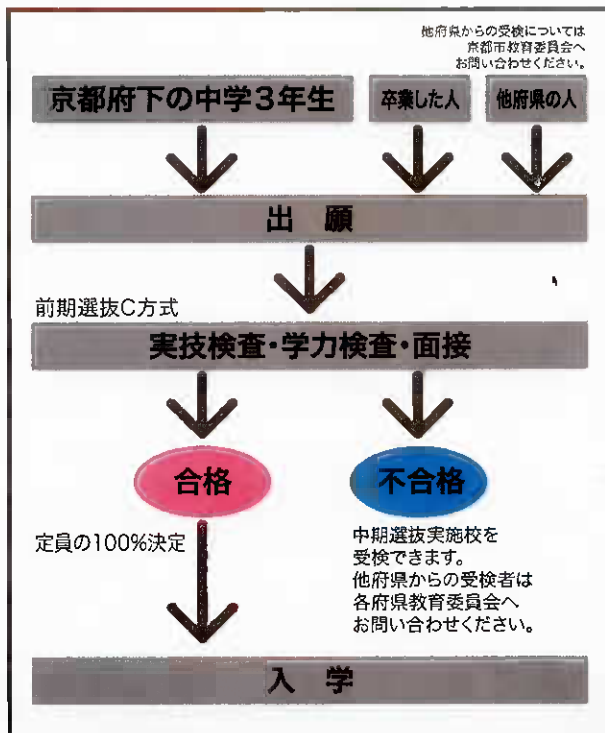 他府県からの受検については
京都市教育委員会へ
お問い合わせください。
京都府下の中学3年生
卒業した人
他府県の人
出 願
前期選抜C方式
実技検査・学力検査・面接
合格
不合格
定員の100%決定
中期選抜実施校を
受検できます。
他府県からの受検者は
各府県教育委員会へ
お問い合わせください。
入 学